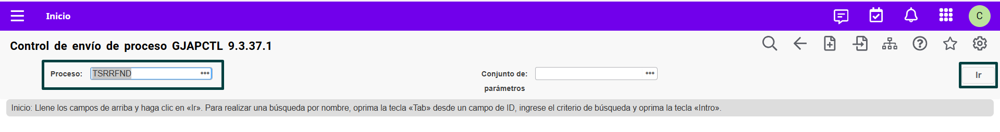 Inicio
C
Control de envío de proceso GJAPCTL 9.3.37.1
Proceso: TSRRFND ••• Conjunto de: ••• Ir
parámetros
Inicio: Llene los campos de arriba y haga clic en «Ir». Para realizar una búsqueda por nombre, oprima la tecla «Tab» desde un campo de ID, ingrese el criterio de búsqueda y oprima la tecla «Intro».